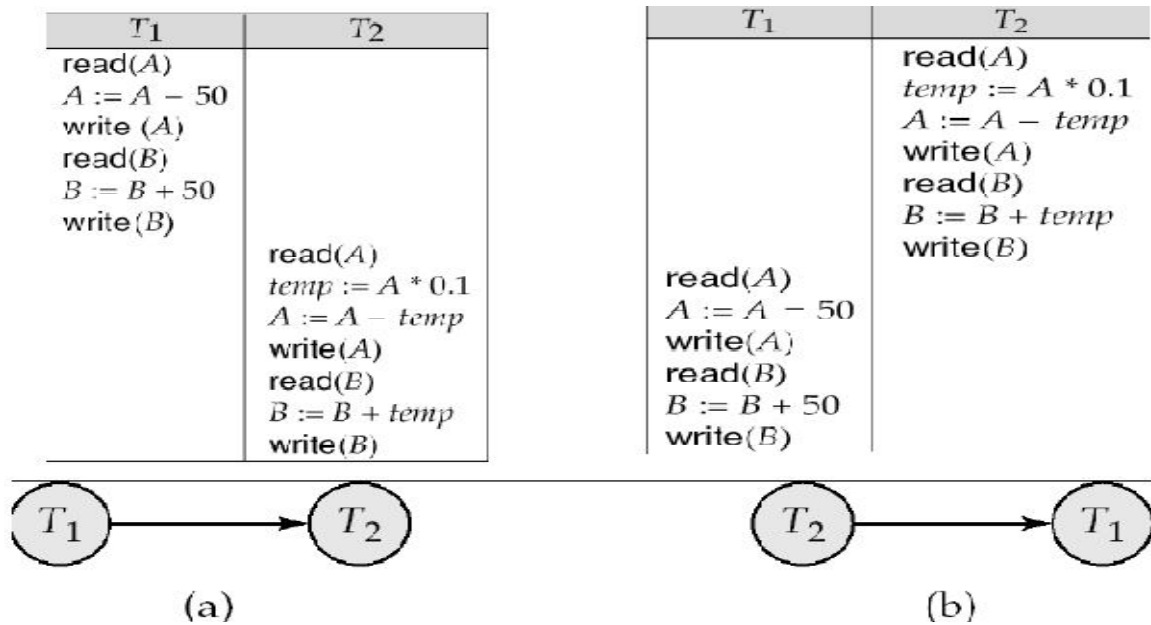 T1 T2
read(A)
A := A − 50
write (A)
read(B)
B := B + 50
write(B)
read(A)
temp := A * 0.1
A := A − temp
write(A)
read(B)
B := B + temp
write(B)
T1 T2
read(A)
temp := A * 0.1
A := A − temp
write(A)
read(B)
B := B + temp
write(B)
read(A)
A := A − 50
write(A)
read(B)
B := B + 50
write(B)
T1 T2
(a)
T2 T1
(b)